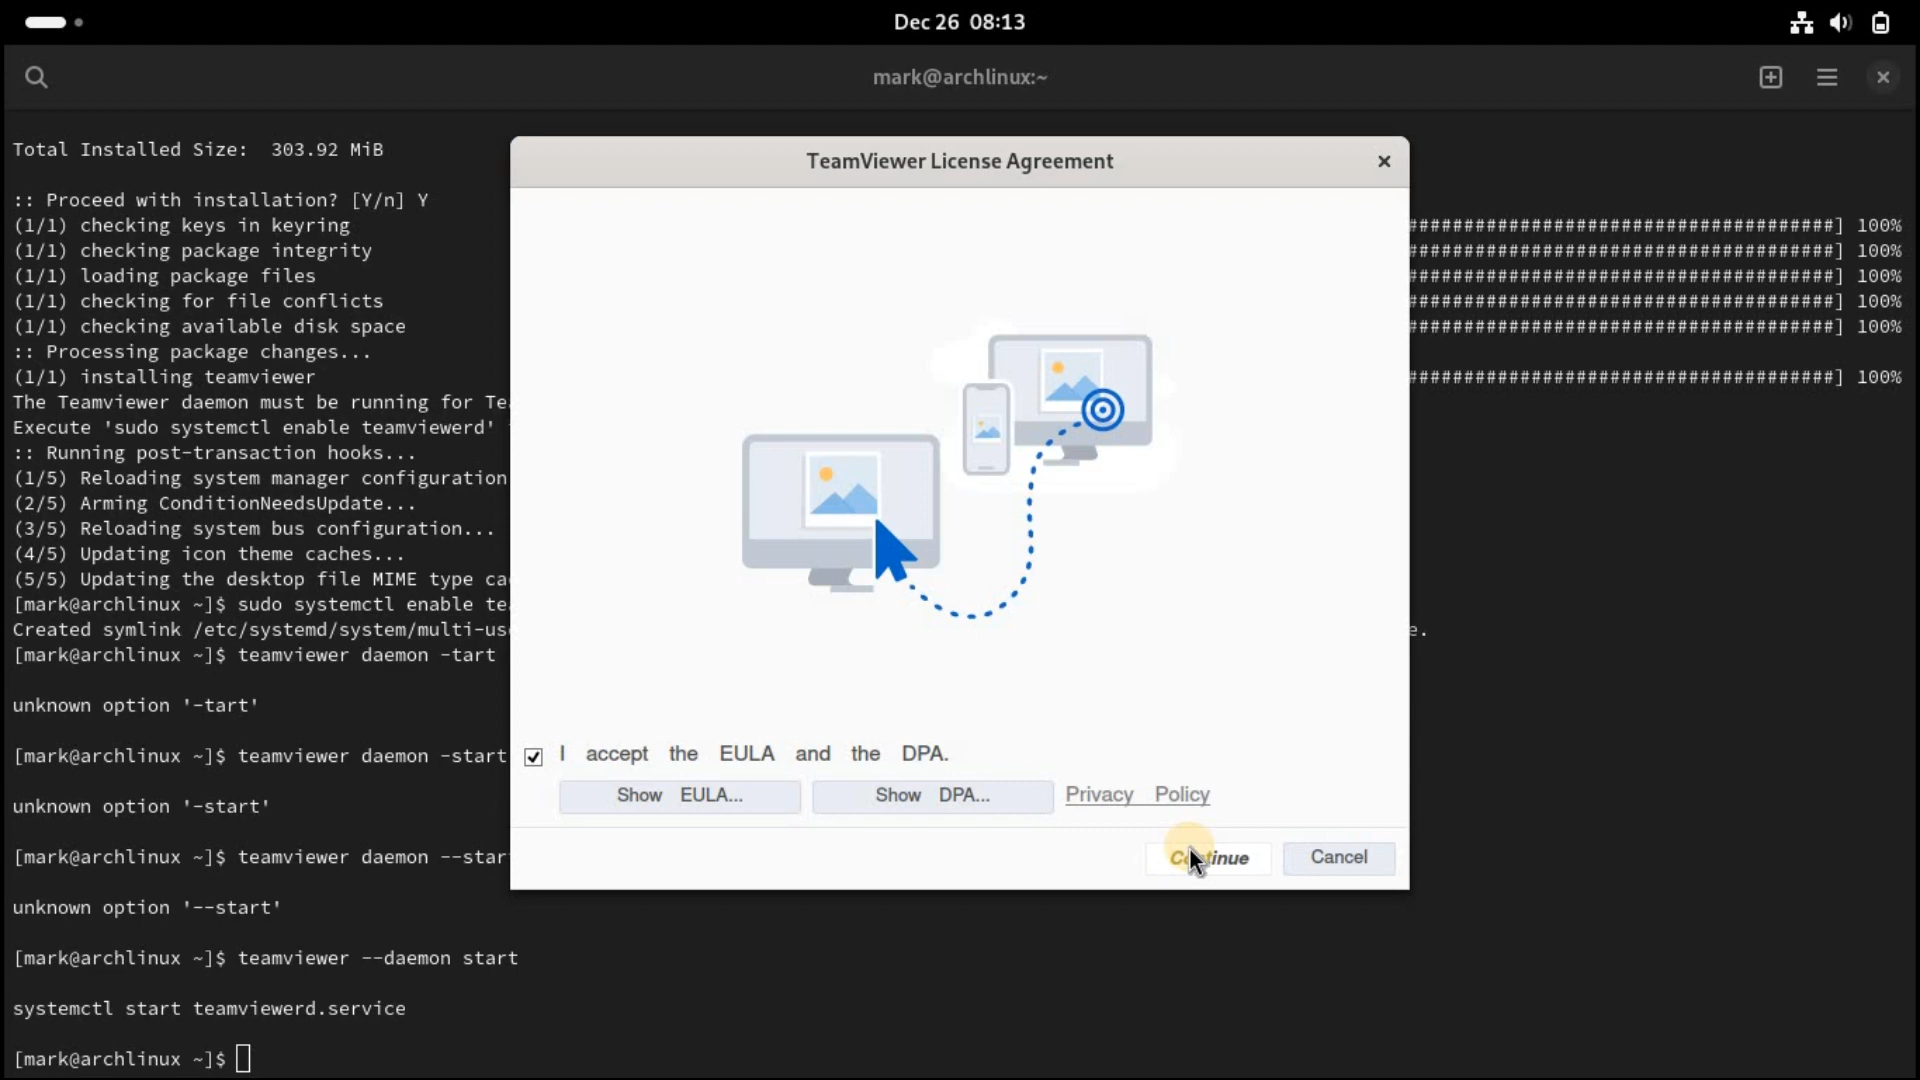 Dec 26 08:13
mark@archlinux:~
Total Installed Size:  303.92 MiB
:: Proceed with installation? [Y/n] Y
(1/1) checking keys in keyring ######################################] 100%
(1/1) checking package integrity ######################################] 100%
(1/1) loading package files ######################################] 100%
(1/1) checking for file conflicts ######################################] 100%
(1/1) checking available disk space ######################################] 100%
:: Processing package changes...
(1/1) installing teamviewer ######################################] 100%
The Teamviewer daemon must be running for Te
Execute 'sudo systemctl enable teamviewerd'
:: Running post-transaction hooks...
(1/5) Reloading system manager configuration
(2/5) Arming ConditionNeedsUpdate...
(3/5) Reloading system bus configuration...
(4/5) Updating icon theme caches...
(5/5) Updating the desktop file MIME type ca
[mark@archlinux ~]$ sudo systemctl enable te
Created symlink /etc/systemd/system/multi-us e.
[mark@archlinux ~]$ teamviewer daemon -tart
unknown option '-tart'
[mark@archlinux ~]$ teamviewer daemon -start
unknown option '-start'
[mark@archlinux ~]$ teamviewer daemon --star
unknown option '--start'
[mark@archlinux ~]$ teamviewer --daemon start
systemctl start teamviewerd.service
[mark@archlinux ~]$
TeamViewer License Agreement
I accept the EULA and the DPA.
Show EULA... Show DPA... Privacy Policy
Continue Cancel